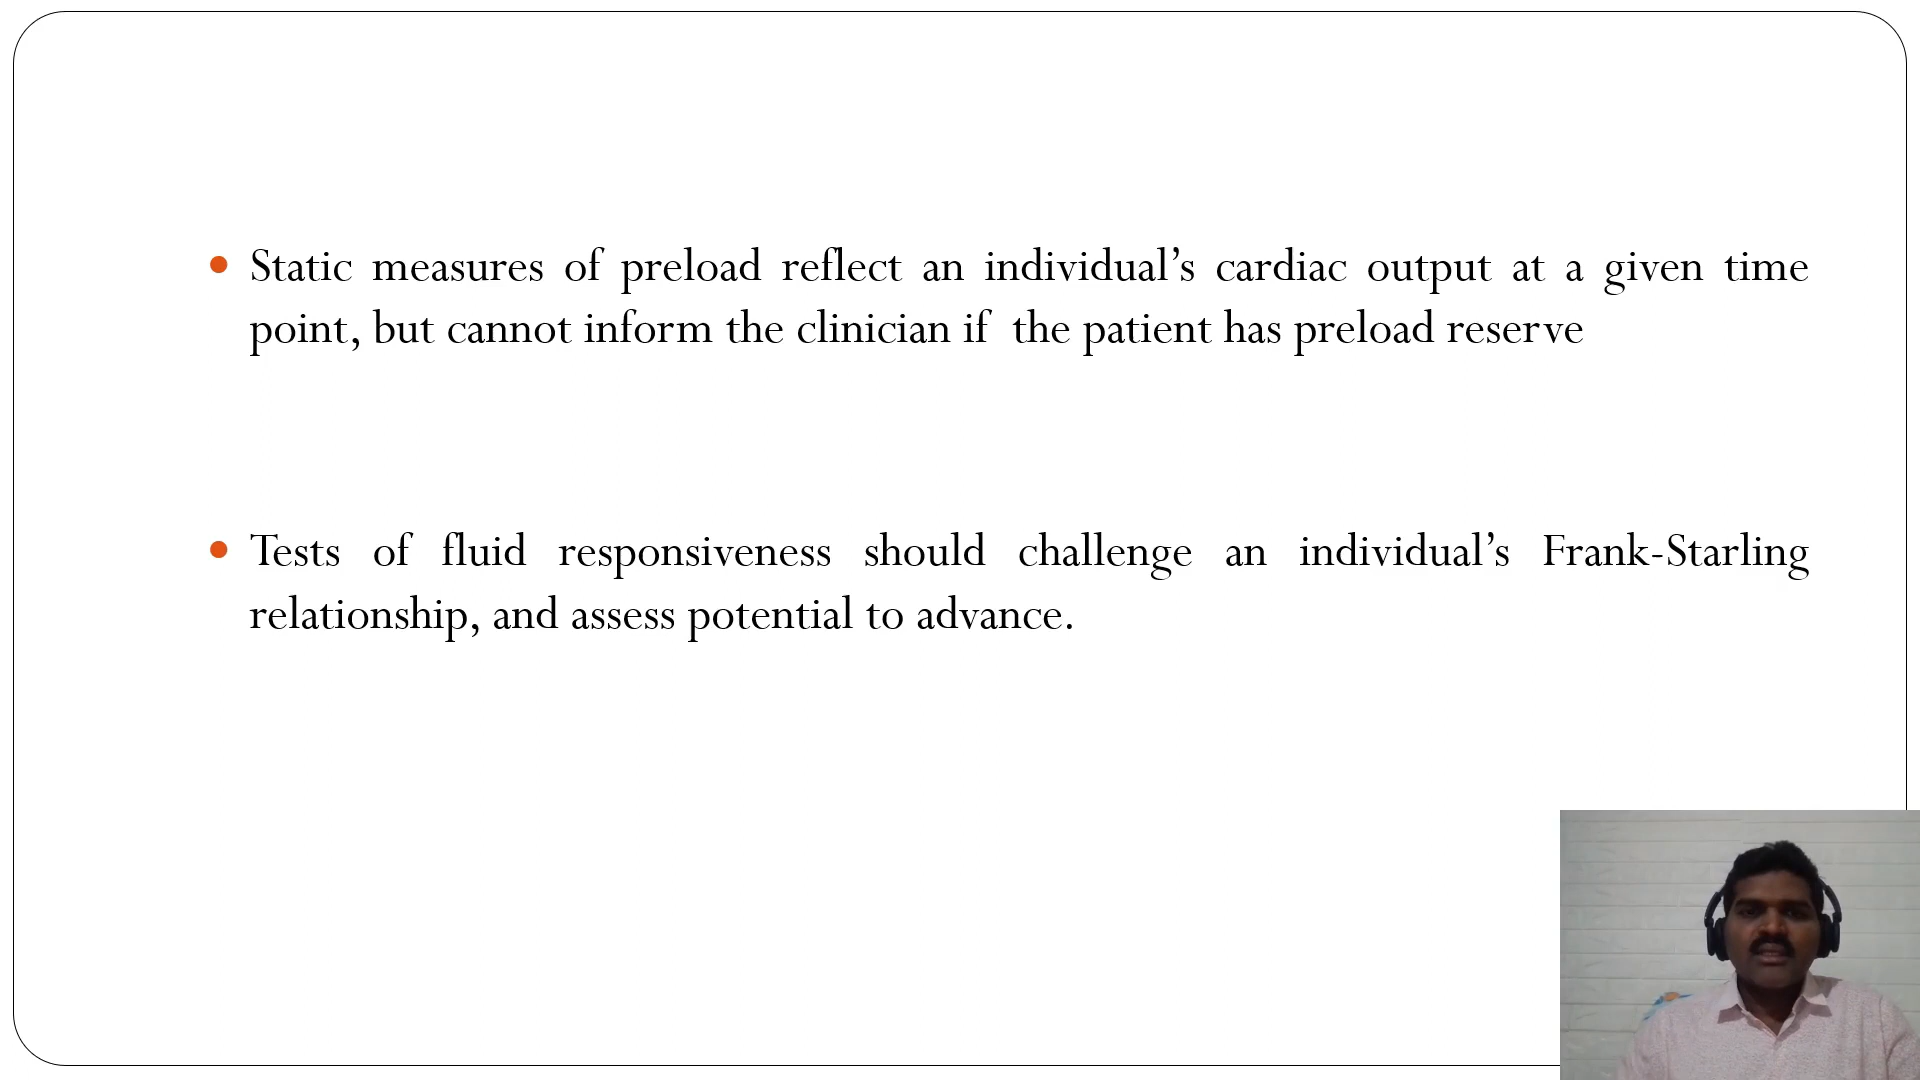 • Static measures of preload reflect an individual’s cardiac output at a given time
point, but cannot inform the clinician if  the patient has preload reserve
• Tests of fluid responsiveness should challenge an individual’s Frank-Starling
relationship, and assess potential to advance.